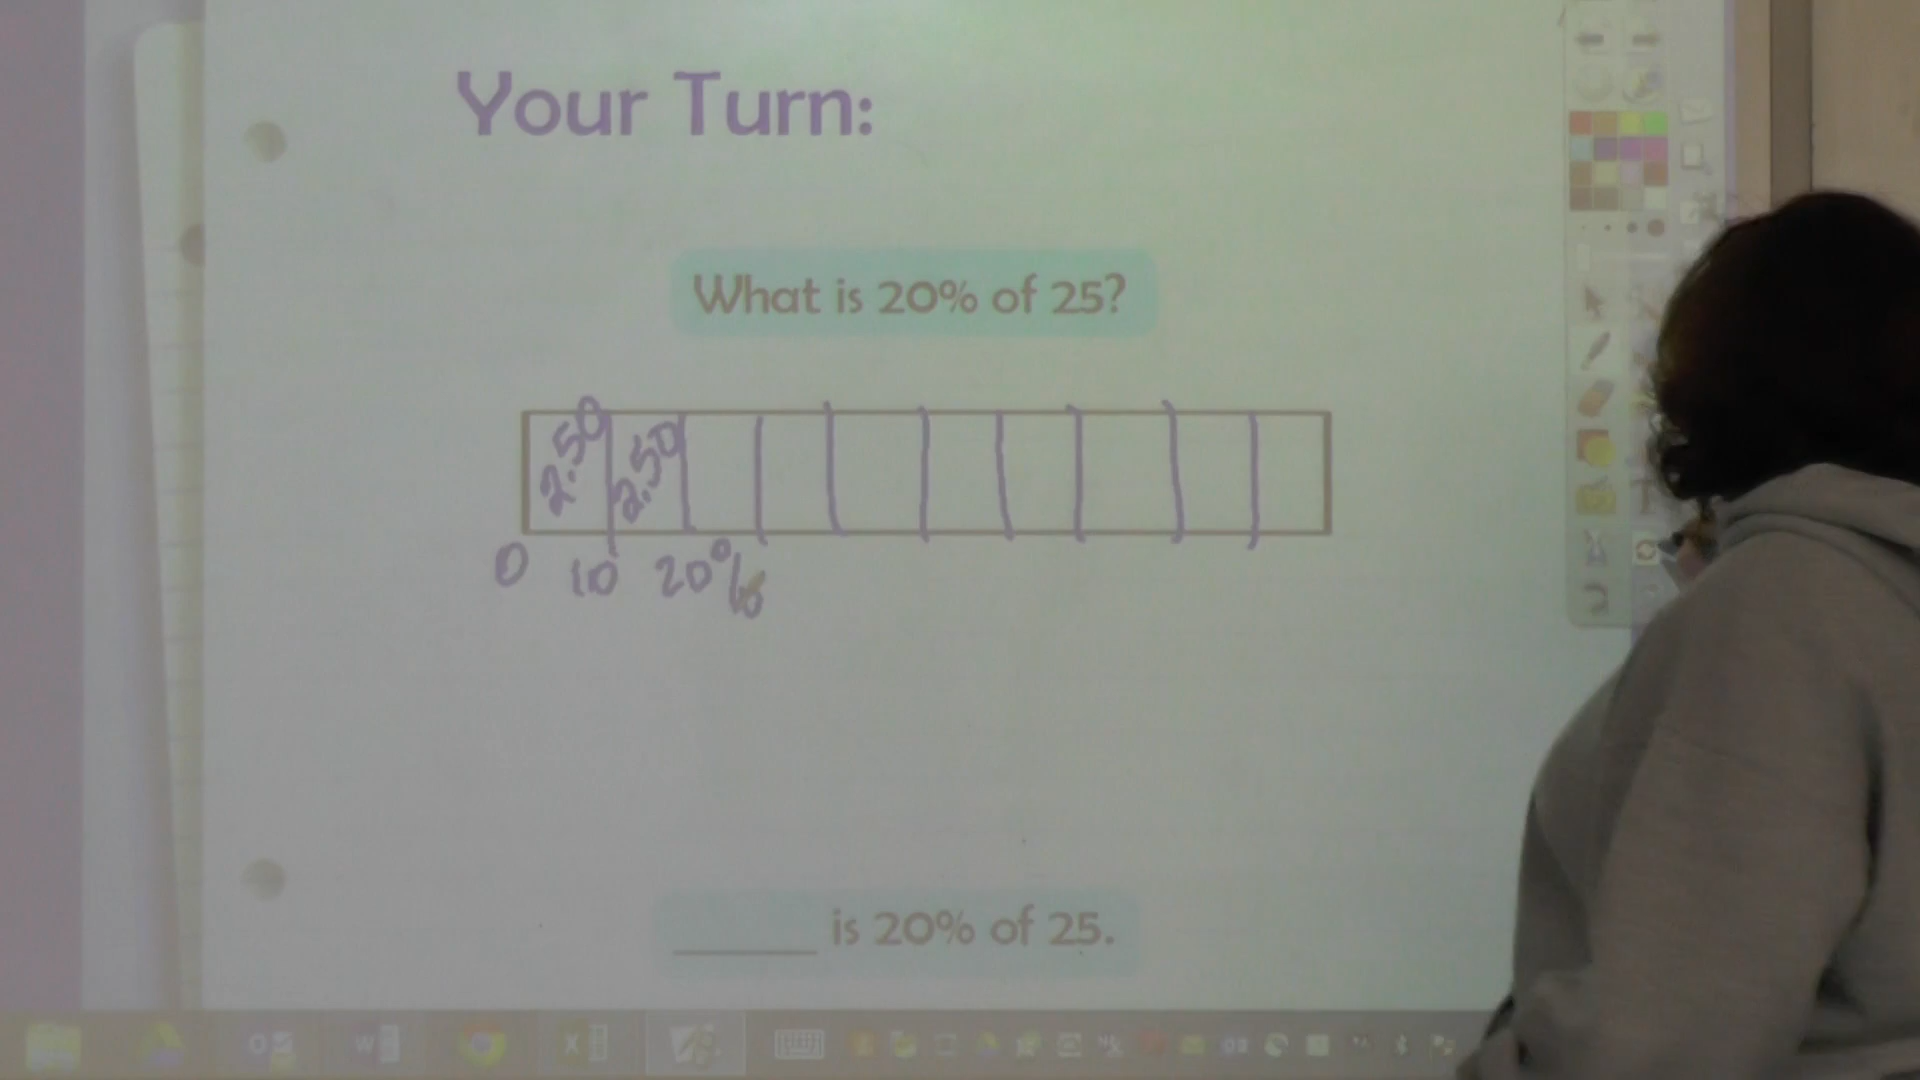 Your Turn:
What is 20% of 25?
2.50 2.50
0 10 20%
_____ is 20% of 25.